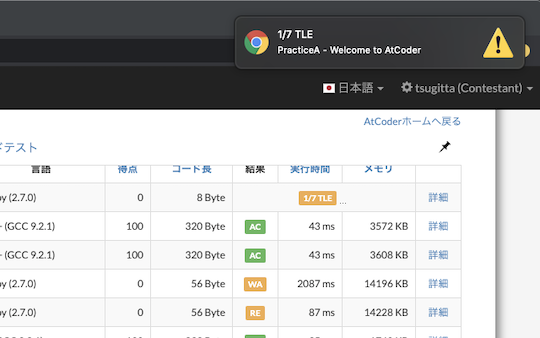 1/7 TLE
PracticeA - Welcome to AtCoder
日本語
tsugitta (Contestant)
AtCoderホームへ戻る
ドテスト
言語 得点 コード長 結果 実行時間 メモリ
(2.7.0) 0 8 Byte 1/7 TLE ... 詳細
(GCC 9.2.1) 100 320 Byte AC 43 ms 3572 KB 詳細
(GCC 9.2.1) 100 320 Byte AC 43 ms 3608 KB 詳細
(2.7.0) 0 56 Byte WA 2087 ms 14196 KB 詳細
(2.7.0) 0 56 Byte RE 87 ms 14228 KB 詳細